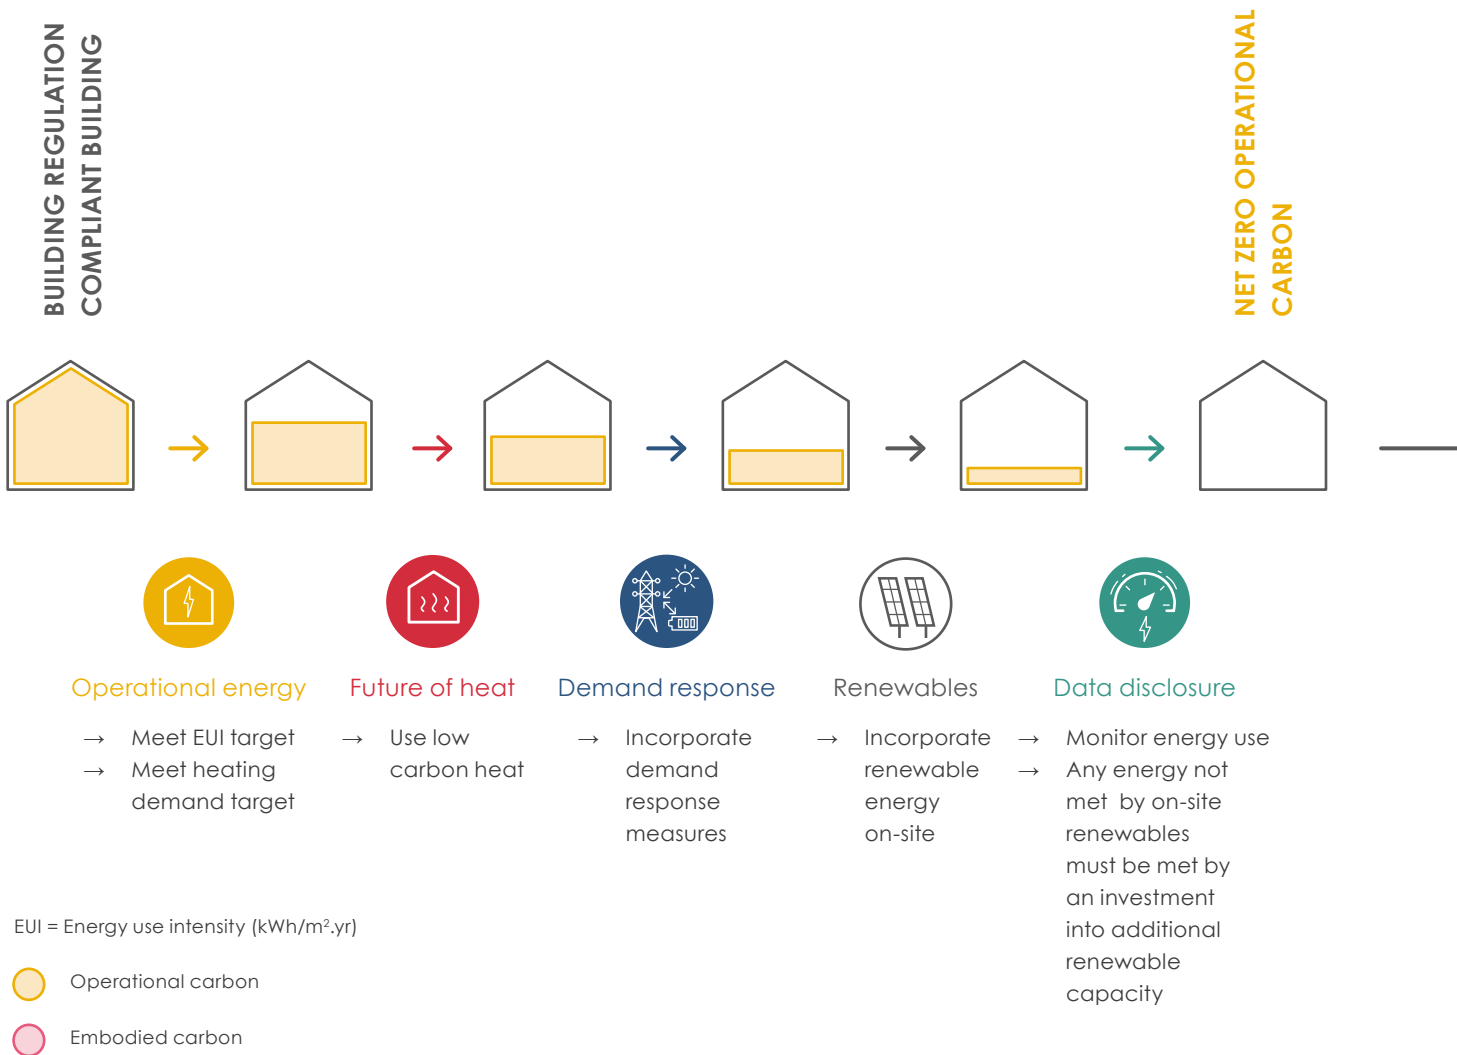 BUILDING REGULATION
COMPLIANT BUILDING
NET ZERO OPERATIONAL
CARBON
Operational energy
→ Meet EUI target
→ Meet heating
demand target
Future of heat
→ Use low
carbon heat
Demand response
→ Incorporate
demand
response
measures
Renewables
→ Incorporate
renewable
energy
on-site
Data disclosure
→ Monitor energy use
→ Any energy not
met by on-site
renewables
must be met by
an investment
into additional
renewable
capacity
EUI = Energy use intensity (kWh/m².yr)
Operational carbon
Embodied carbon